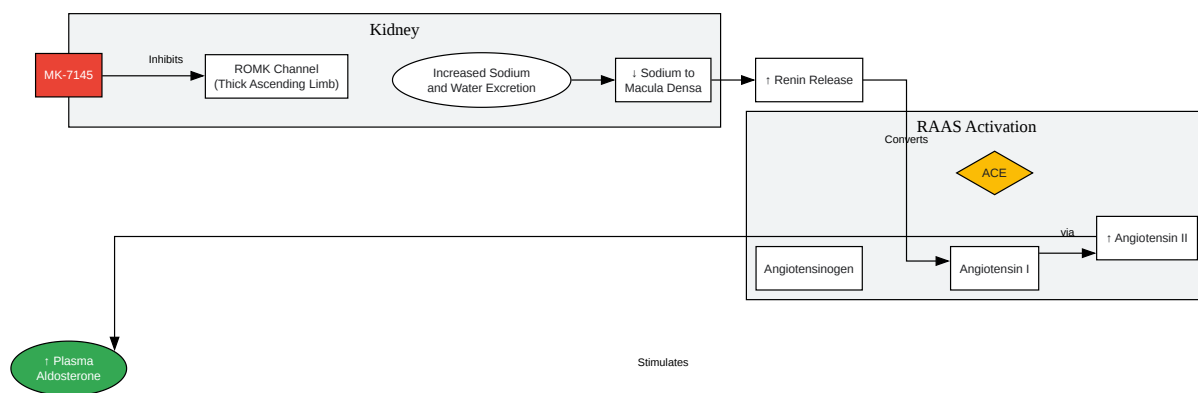 Kidney
Inhibits
MK-7145
ROMK Channel
(Thick Ascending Limb)
Increased Sodium
and Water Excretion
↓ Sodium to
Macula Densa
↑ Renin Release
RAAS Activation
Converts
ACE
via
↑ Angiotensin II
Angiotensinogen
Angiotensin I
↑ Plasma
Aldosterone
Stimulates